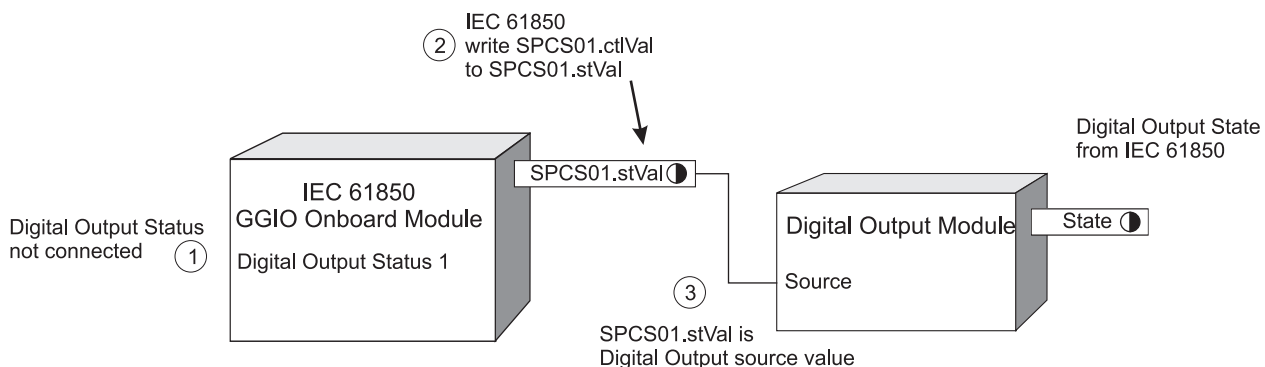 IEC 61850
2 write SPCS01.ctlVal
to SPCS01.stVal
Digital Output State
from IEC 61850
SPCS01.stVal
IEC 61850
GGIO Onboard Module
Digital Output Status 1
Digital Output Status
not connected 1
Digital Output Module
State
Source
3
SPCS01.stVal is
Digital Output source value